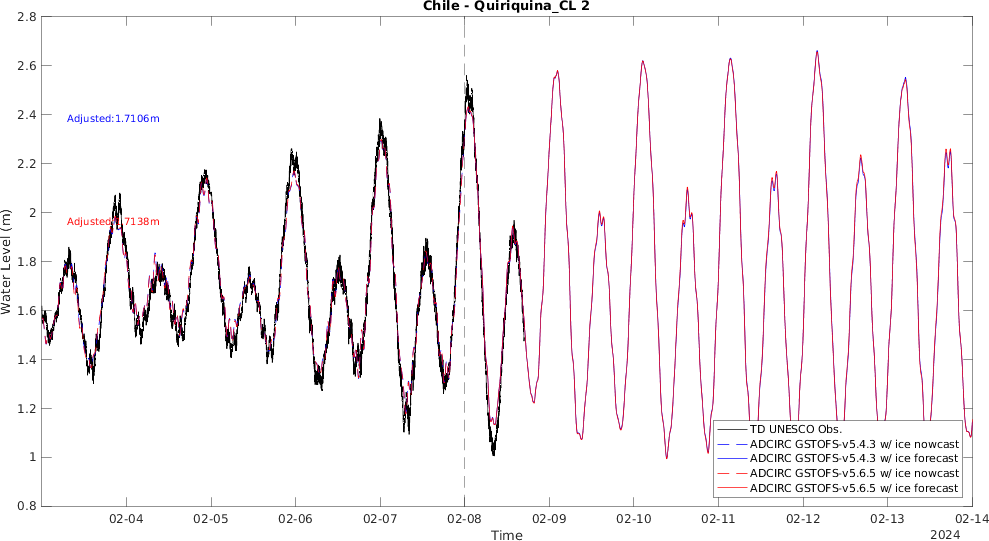 Chile - Quiriquina_CL 2
2.8
2.6
2.4
2.2
2
1.8
1.6
1.4
1.2
1
0.8
Water Level (m)
Adjusted:1.7106m
Adjusted:1.7138m
TD UNESCO Obs.
ADCIRC GSTOFS-v5.4.3 w/ ice nowcast
ADCIRC GSTOFS-v5.4.3 w/ ice forecast
ADCIRC GSTOFS-v5.6.5 w/ ice nowcast
ADCIRC GSTOFS-v5.6.5 w/ ice forecast
02-04 02-05 02-06 02-07 02-08 02-09 02-10 02-11 02-12 02-13 02-14
Time
2024